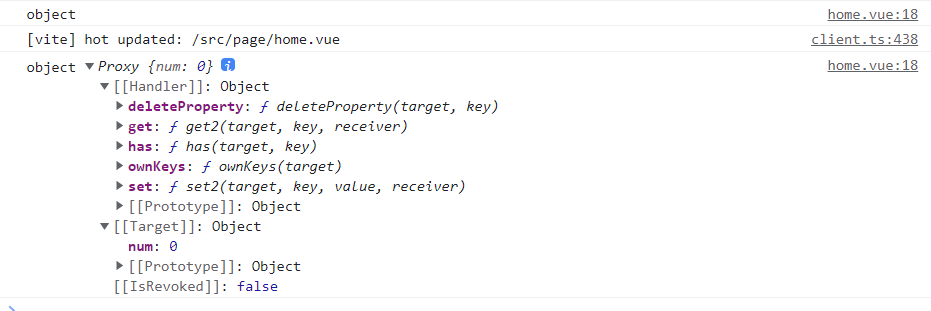 object home.vue:18
[vite] hot updated: /src/page/home.vue client.ts:438
object ▼Proxy {num: 0} i home.vue:18
▼[[Handler]]: Object
▶deleteProperty: ƒ deleteProperty(target, key)
▶get: ƒ get2(target, key, receiver)
▶has: ƒ has(target, key)
▶ownKeys: ƒ ownKeys(target)
▶set: ƒ set2(target, key, value, receiver)
▶[[Prototype]]: Object
▼[[Target]]: Object
num: 0
▶[[Prototype]]: Object
[[IsRevoked]]: false